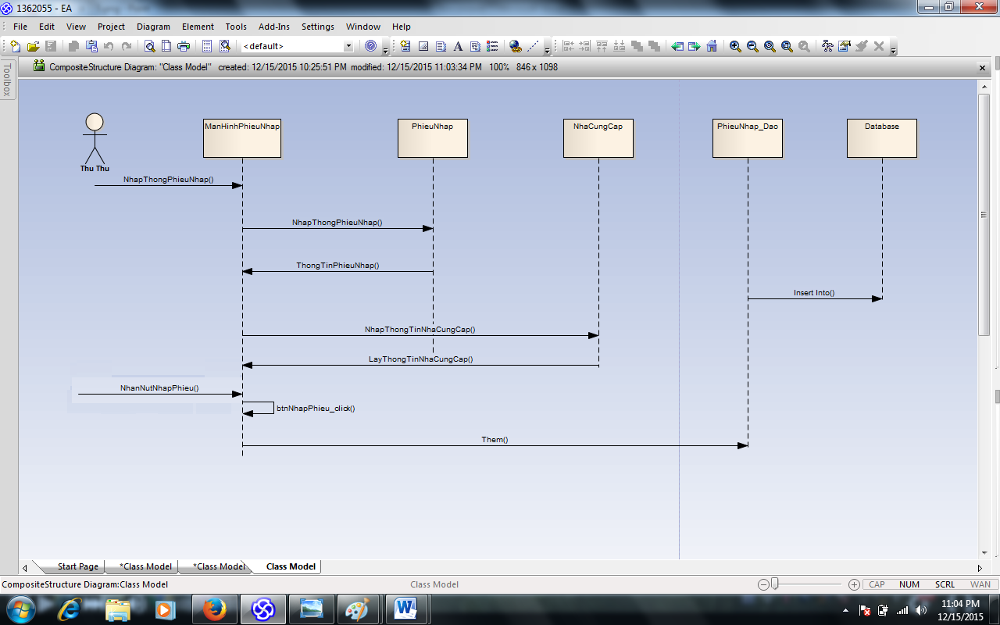 1362055 - EA
File Edit View Project Diagram Element Tools Add-Ins Settings Window Help
<default>
Toolbox
CompositeStructure Diagram: "Class Model" created: 12/15/2015 10:25:51 PM modified: 12/15/2015 11:03:34 PM 100% 846 x 1098
ManHinhPhieuNhap PhieuNhap NhaCungCap PhieuNhap_Dao Database
Thu Thu
NhapThongPhieuNhap()
NhapThongPhieuNhap()
ThongTinPhieuNhap()
Insert Into()
NhapThongTinNhaCungCap()
LayThongTinNhaCungCap()
NhanNutNhapPhieu()
btnNhapPhieu_click()
Them()
Start Page *Class Model *Class Model Class Model
CompositeStructure Diagram:Class Model Class Model CAP NUM SCRL WAN
11:04 PM
12/15/2015